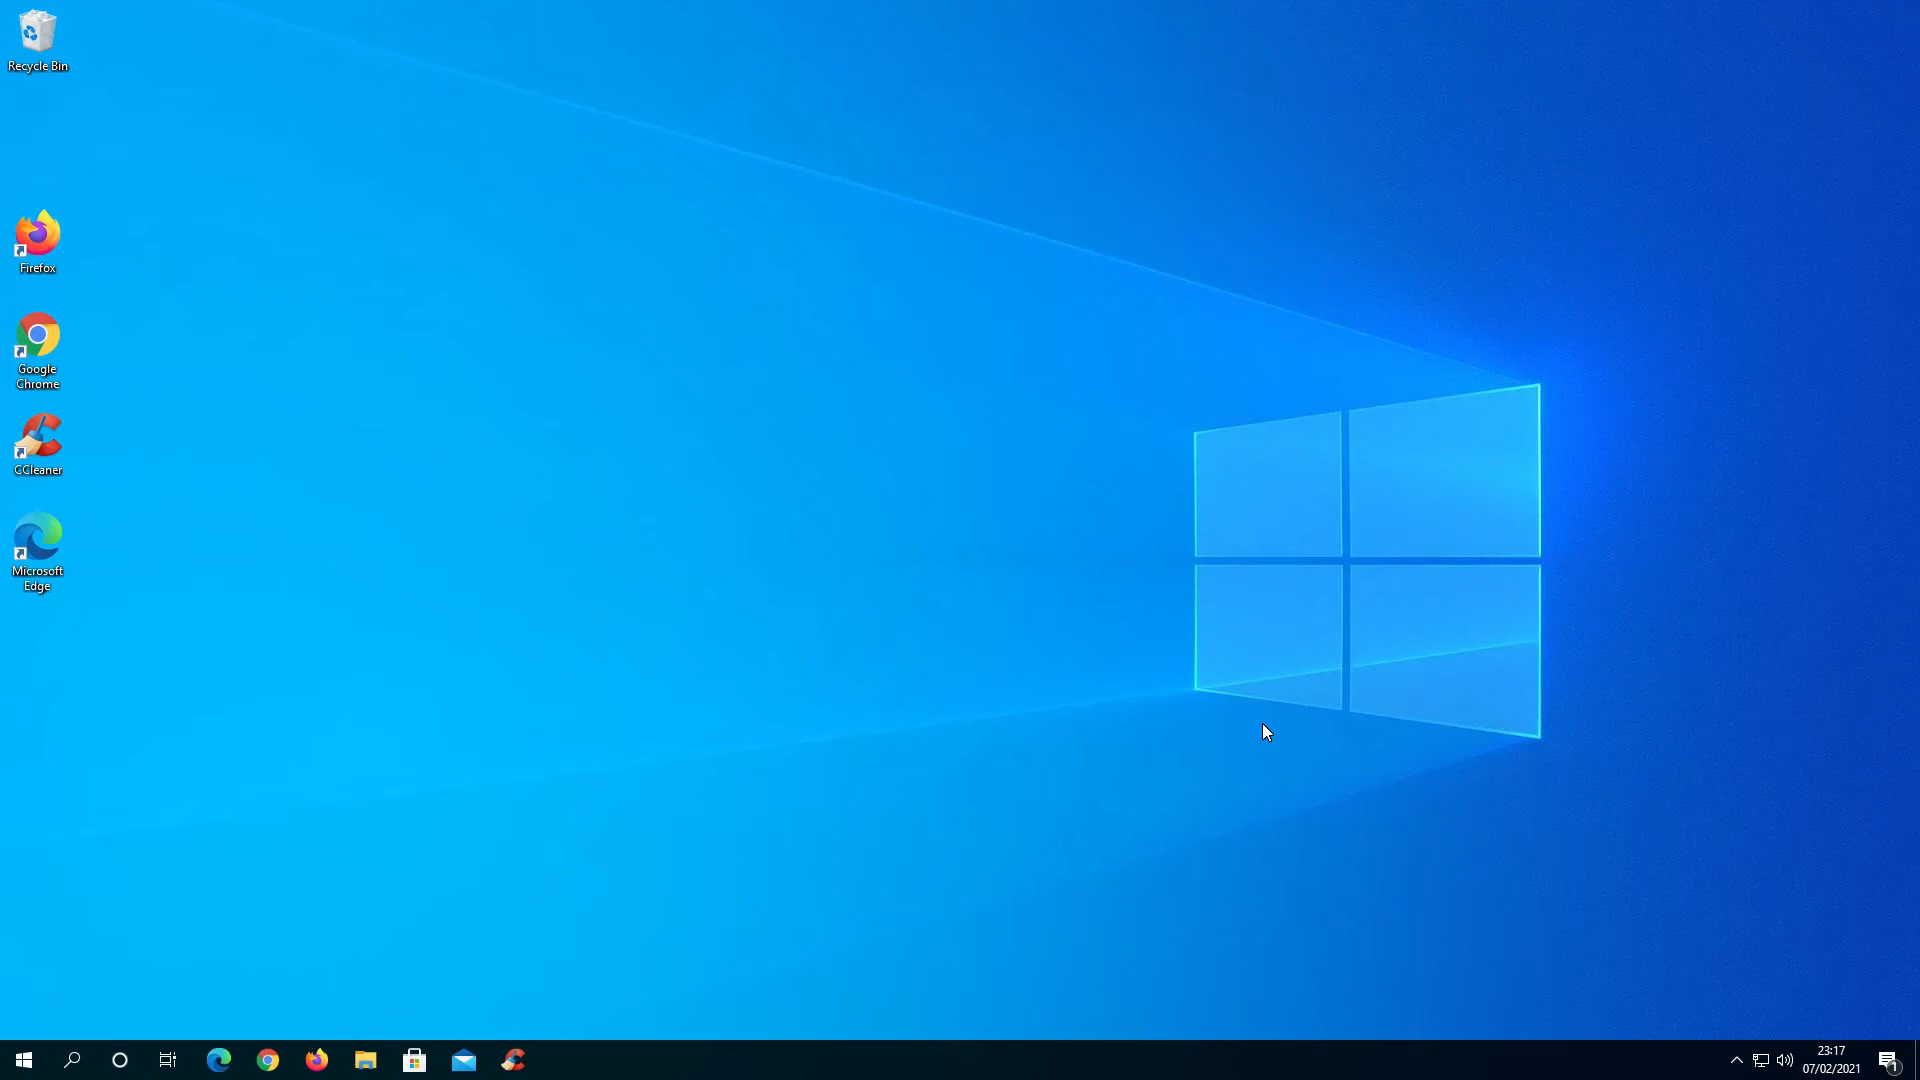 Recycle Bin
Firefox
Google
Chrome
CCleaner
Microsoft
Edge
23:17
07/02/2021
1